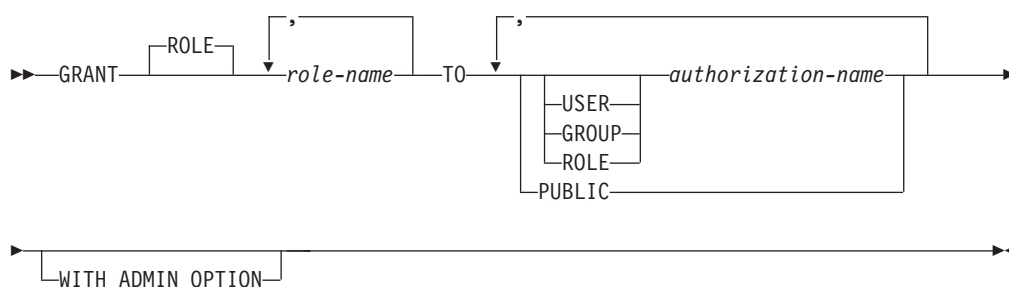 , ,
ROLE
GRANT role-name TO authorization-name
USER
GROUP
ROLE
PUBLIC
WITH ADMIN OPTION